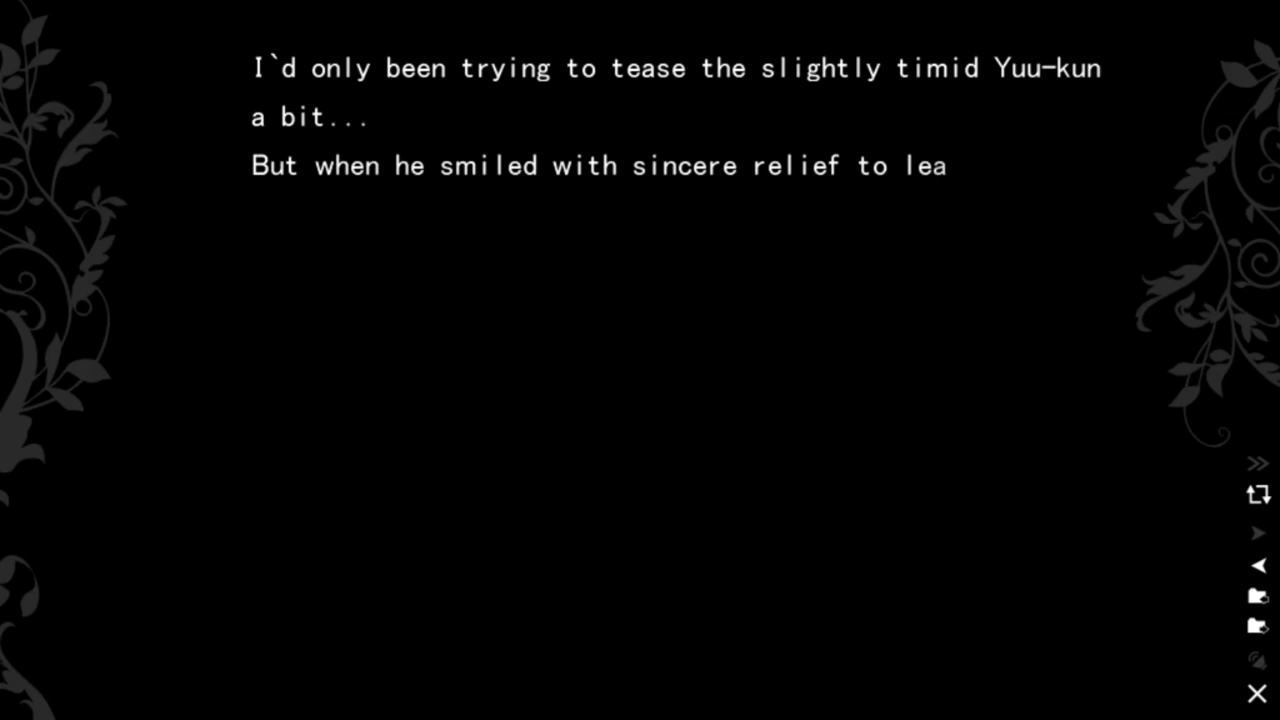 I`d only been trying to tease the slightly timid Yuu-kun
a bit...
But when he smiled with sincere relief to lea